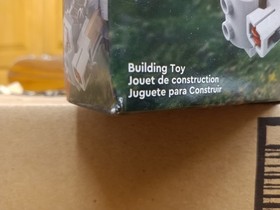 Building Toy
Jouet de construction
Juguete para Construir